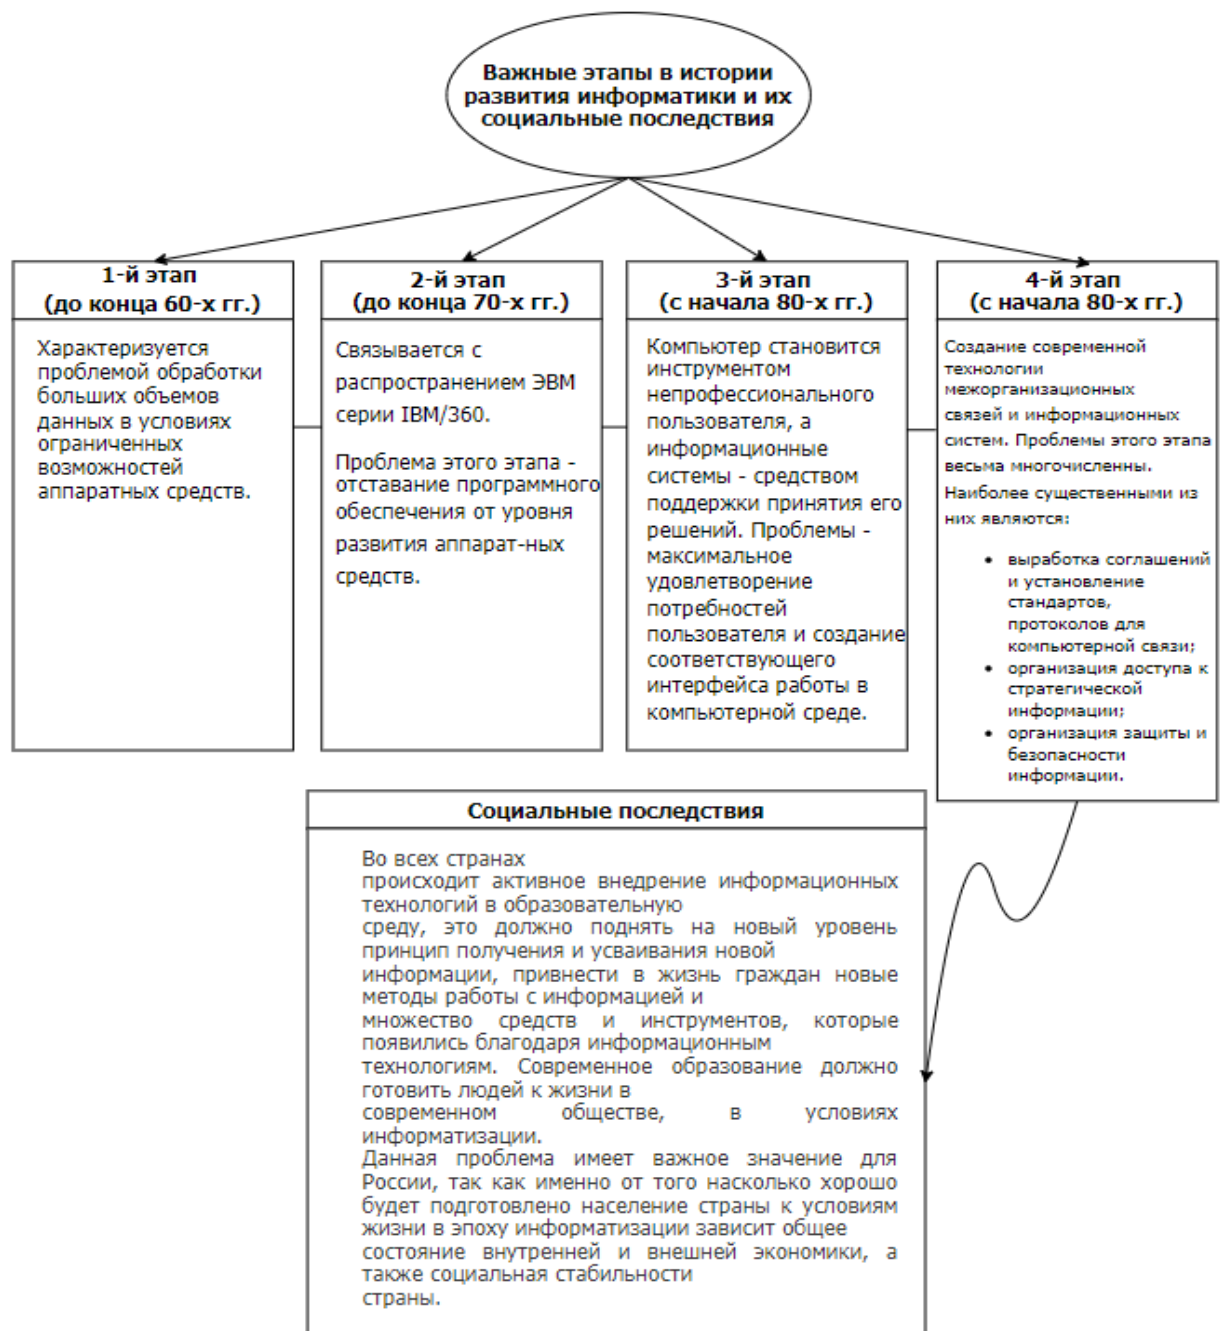 Важные этапы в истории
развития информатики и их
социальные последствия
1-й этап
(до конца 60-х гг.)
Характеризуется
проблемой обработки
больших объемов
данных в условиях
ограниченных
возможностей
аппаратных средств.
2-й этап
(до конца 70-х гг.)
Связывается с
распространением ЭВМ
серии IBM/360.
Проблема этого этапа -
отставание программного
обеспечения от уровня
развития аппарат-ных
средств.
3-й этап
(с начала 80-х гг.)
Компьютер становится
инструментом
непрофессионального
пользователя, а
информационные
системы - средством
поддержки принятия его
решений. Проблемы -
максимальное
удовлетворение
потребностей
пользователя и создание
соответствующего
интерфейса работы в
компьютерной среде.
4-й этап
(с начала 80-х гг.)
Создание современной
технологии
межорганизационных
связей и информационных
систем. Проблемы этого этапа
весьма многочисленны.
Наиболее существенными из
них являются:
• выработка соглашений
и установление
стандартов,
протоколов для
компьютерной связи;
• организация доступа к
стратегической
информации;
• организация защиты и
безопасности
информации.
Социальные последствия
Во всех странах
происходит активное внедрение информационных
технологий в образовательную
среду, это должно поднять на новый уровень
принцип получения и усваивания новой
информации, привнести в жизнь граждан новые
методы работы с информацией и
множество средств и инструментов, которые
появились благодаря информационным
технологиям. Современное образование должно
готовить людей к жизни в
современном обществе, в условиях
информатизации.
Данная проблема имеет важное значение для
России, так как именно от того насколько хорошо
будет подготовлено население страны к условиям
жизни в эпоху информатизации зависит общее
состояние внутренней и внешней экономики, а
также социальная стабильности
страны.